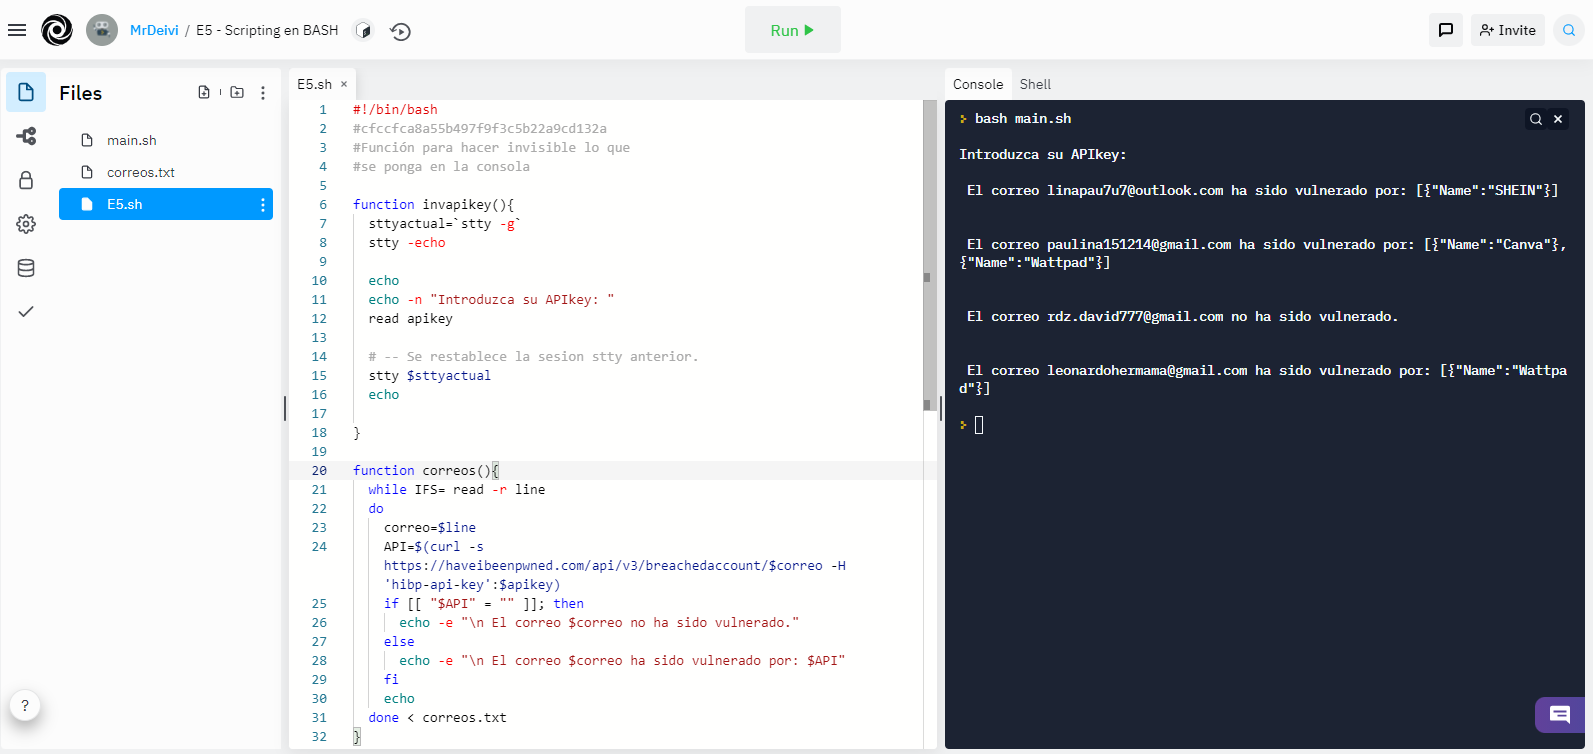 MrDeivi / E5 - Scripting en BASH
Run
Invite
Files
main.sh
correos.txt
E5.sh
?
E5.sh ×
1 #!/bin/bash
2 #cfccfca8a55b497f9f3c5b22a9cd132a
3 #Función para hacer invisible lo que
4 #se ponga en la consola
5
6 function invapikey(){
7 sttyactual=`stty -g`
8 stty -echo
9
10 echo
11 echo -n "Introduzca su APIkey: "
12 read apikey
13
14 # -- Se restablece la sesion stty anterior.
15 stty $sttyactual
16 echo
17
18 }
19
20 function correos(){
21 while IFS= read -r line
22 do
23 correo=$line
24 API=$(curl -s
https://haveibeenpwned.com/api/v3/breachedaccount/$correo -H
'hibp-api-key':$apikey)
25 if [[ "$API" = "" ]]; then
26 echo -e "\n El correo $correo no ha sido vulnerado."
27 else
28 echo -e "\n El correo $correo ha sido vulnerado por: $API"
29 fi
30 echo
31 done < correos.txt
32 }
Console Shell
bash main.sh
Introduzca su APIkey:
El correo linapau7u7@outlook.com ha sido vulnerado por: [{"Name":"SHEIN"}]
El correo paulina151214@gmail.com ha sido vulnerado por: [{"Name":"Canva"},
{"Name":"Wattpad"}]
El correo rdz.david777@gmail.com no ha sido vulnerado.
El correo leonardohermama@gmail.com ha sido vulnerado por: [{"Name":"Wattpa
d"}]